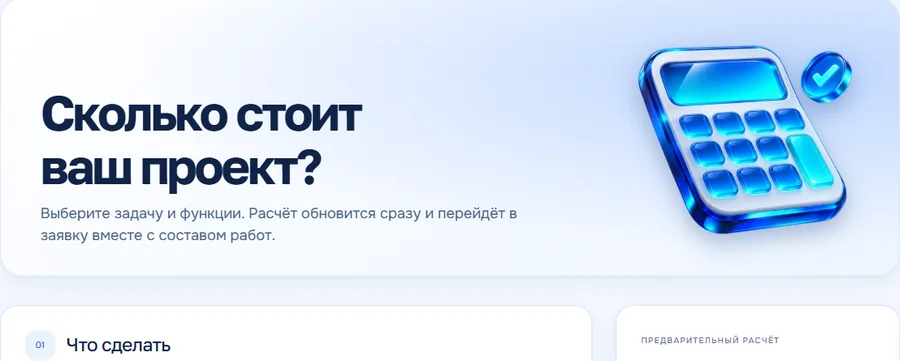 Сколько стоит
ваш проект?
Выберите задачу и функции. Расчёт обновится сразу и перейдёт в
заявку вместе с составом работ.
01 Что сделать
ПРЕДВАРИТЕЛЬНЫЙ РАСЧЁТ